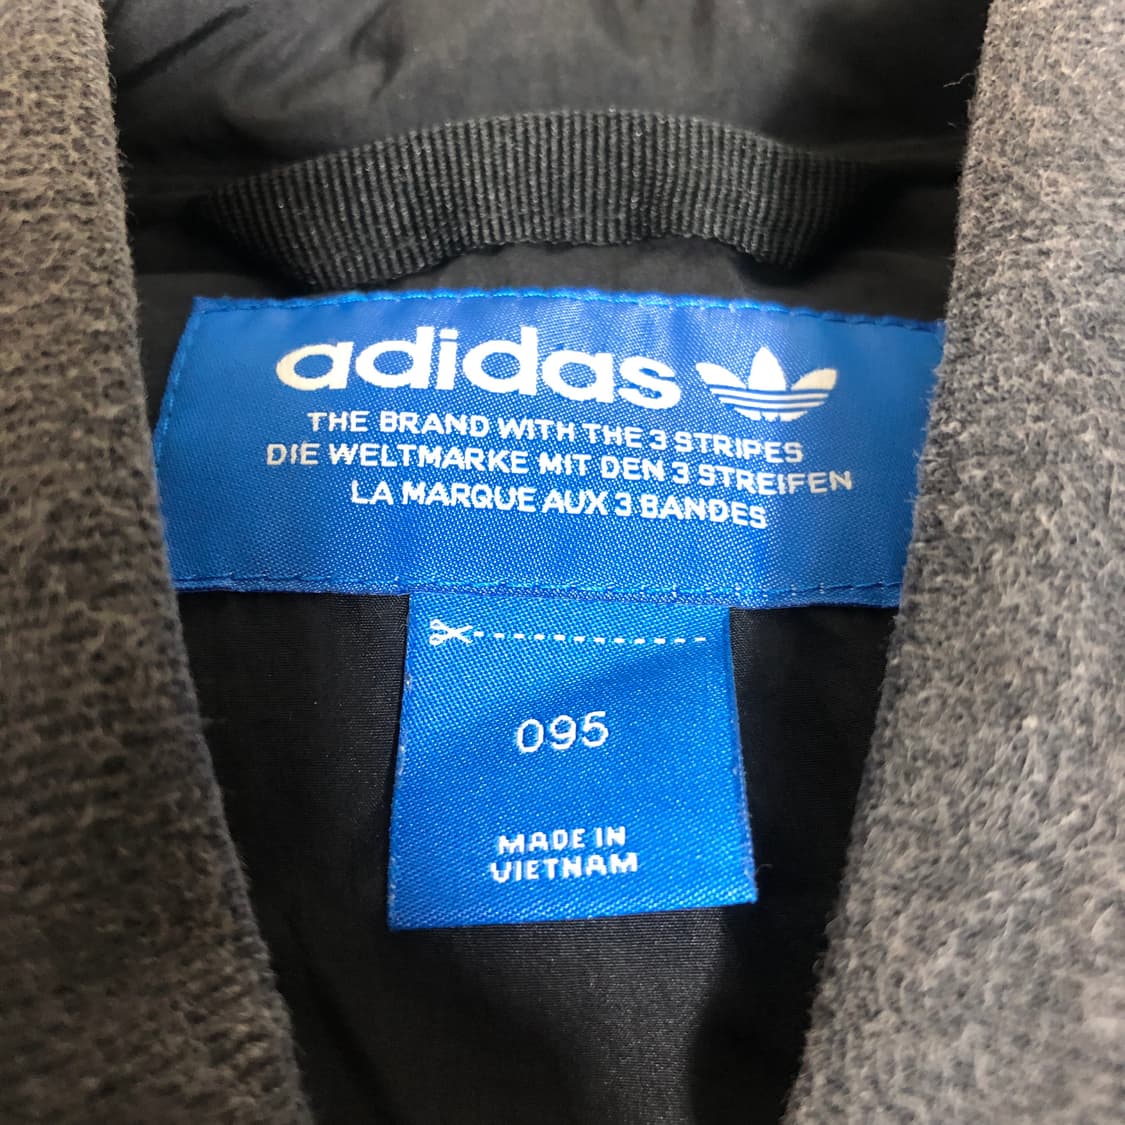 adidas
THE BRAND WITH THE 3 STRIPES
DIE WELTMARKE MIT DEN 3 STREIFEN
LA MARQUE AUX 3 BANDES
095
MADE IN
VIETNAM